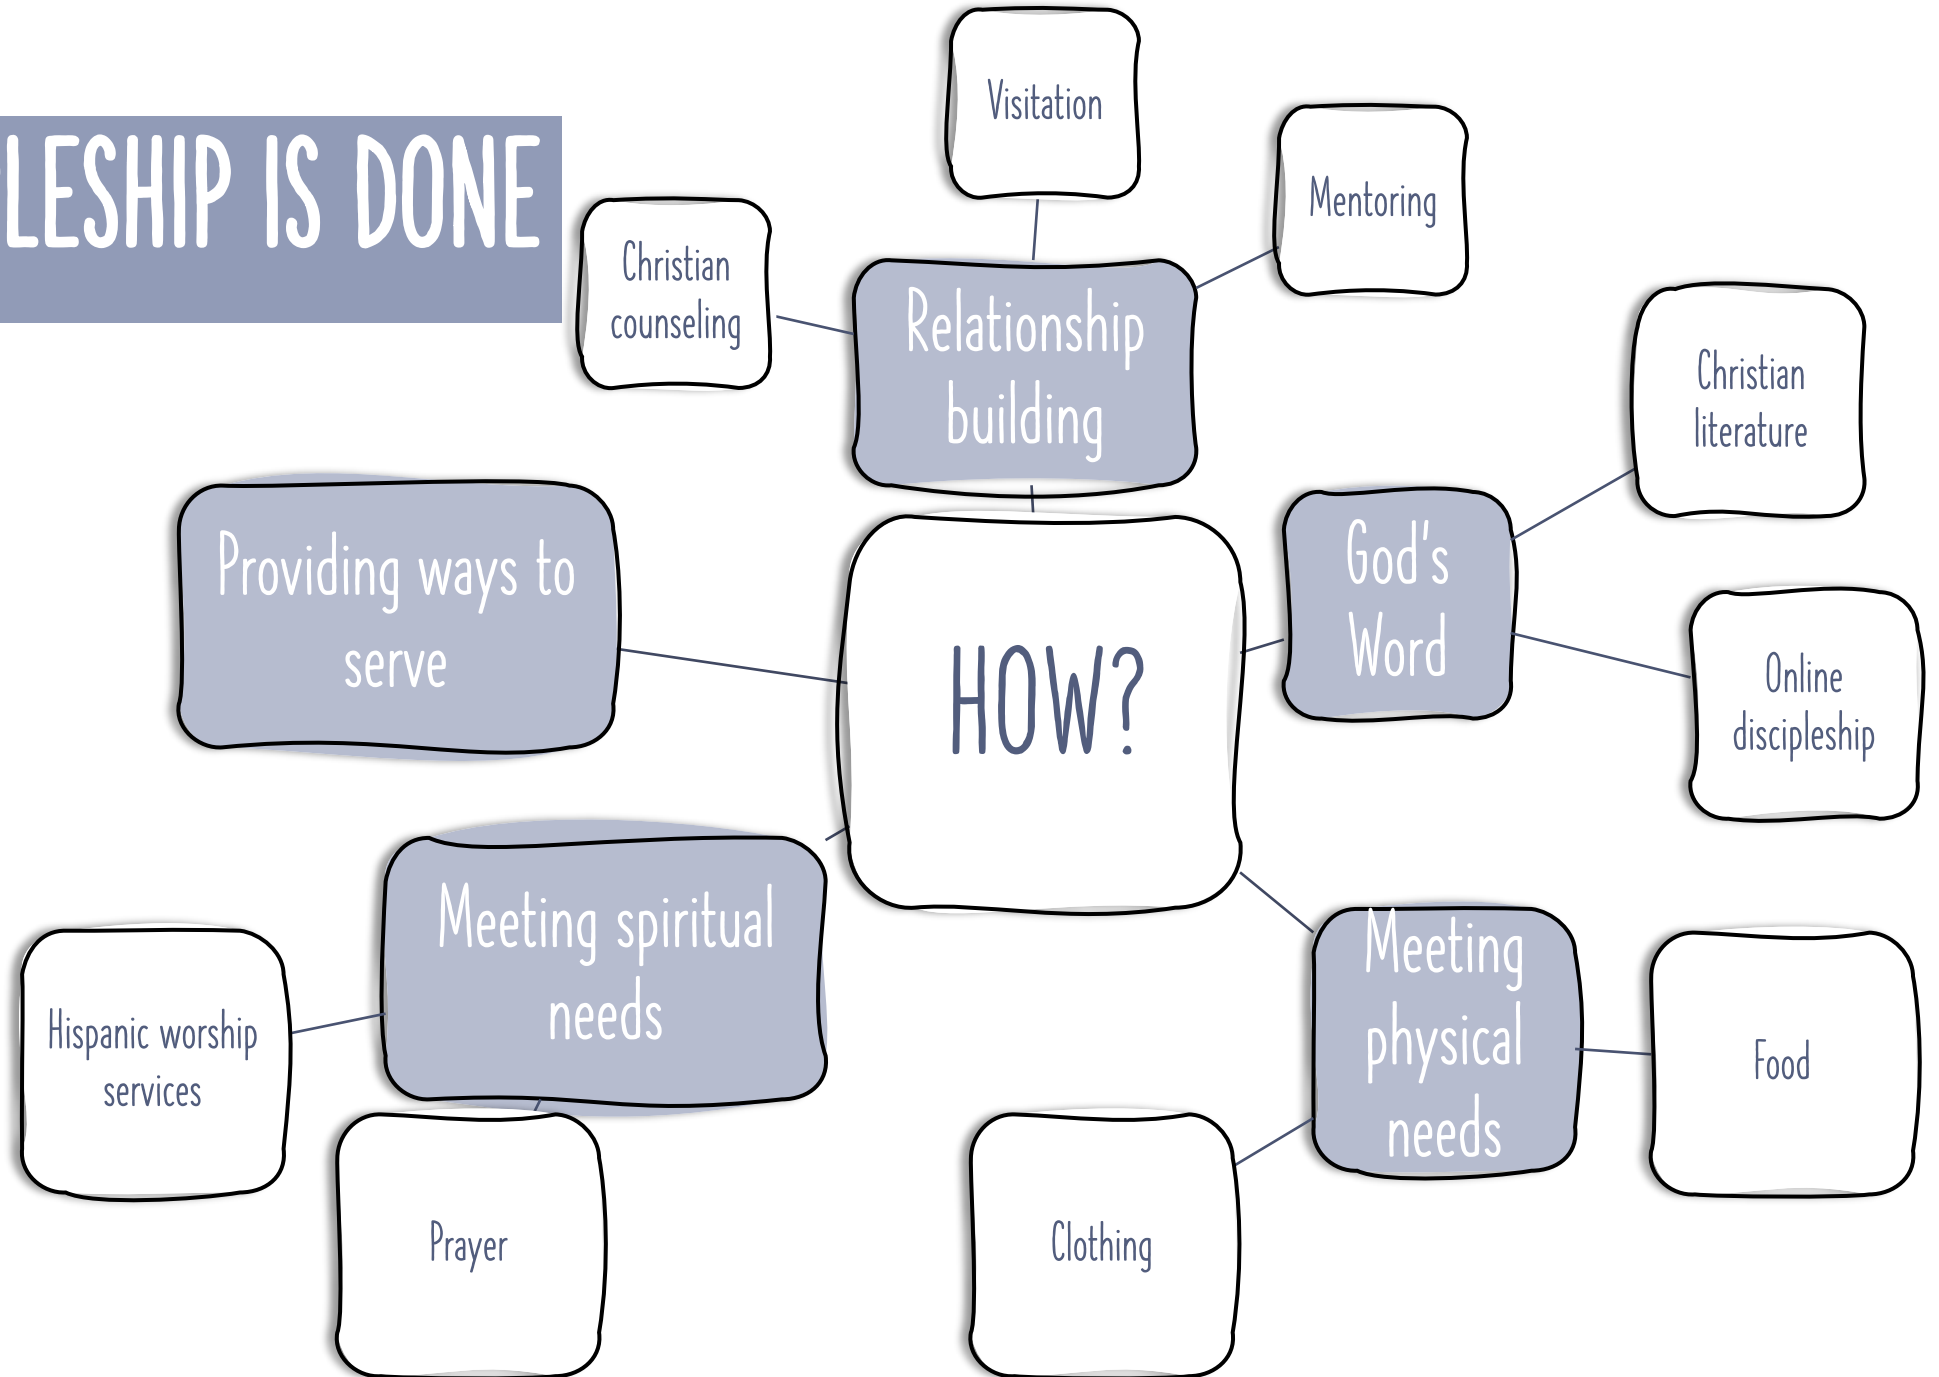 LESHIP IS DONE
Visitation
Mentoring
Christian
counseling
Relationship
building
Christian
literature
God's
Word
Online
discipleship
Providing ways to
serve
HOW?
Meeting spiritual
needs
Hispanic worship
services
Prayer
Meeting
physical
needs
Food
Clothing